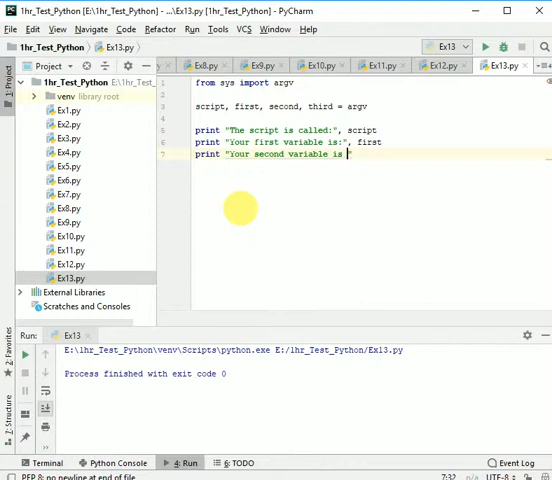 1hr_Test_Python [E:\1hr_Test_Python] - ...\Ex13.py [1hr_Test_Python] - PyCharm
File Edit View Navigate Code Refactor Run Tools VCS Window Help
1hr_Test_Python Ex13.py Ex13
Project Ex8.py Ex9.py Ex10.py Ex11.py Ex12.py Ex13.py
1: Project
1hr_Test_Python E:\1hr_Test_
venv library root
Ex1.py
Ex2.py
Ex3.py
Ex4.py
Ex5.py
Ex6.py
Ex7.py
Ex8.py
Ex9.py
Ex10.py
Ex11.py
Ex12.py
Ex13.py
External Libraries
Scratches and Consoles
1 from sys import argv
2
3 script, first, second, third = argv
4
5 print "The script is called:", script
6 print "Your first variable is:", first
7 print "Your second variable is "
2: Favorites
7: Structure
Run: Ex13
E:\1hr_Test_Python\venv\Scripts\python.exe E:/1hr_Test_Python/Ex13.py
Process finished with exit code 0
Terminal Python Console 4: Run 6: TODO Event Log
PEP 8: no newline at end of file 7:32 n/a UTF-8